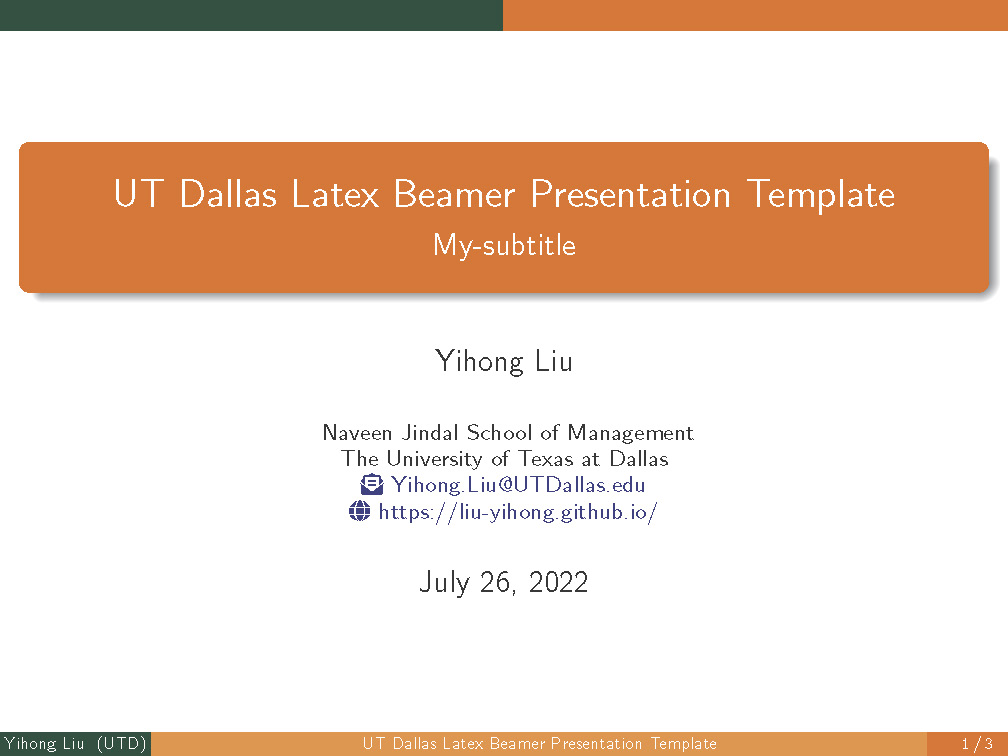 UT Dallas Latex Beamer Presentation Template
My-subtitle
Yihong Liu
Naveen Jindal School of Management
The University of Texas at Dallas
Yihong.Liu@UTDallas.edu
https://liu-yihong.github.io/
July 26, 2022
Yihong Liu (UTD)
UT Dallas Latex Beamer Presentation Template
1 / 3